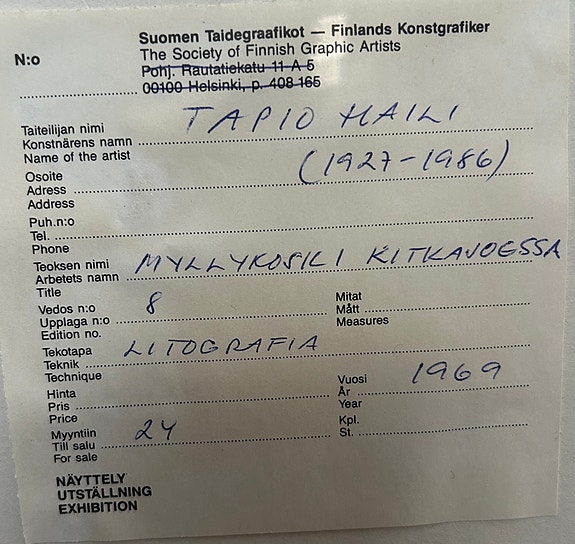 Suomen Taidegraafikot — Finlands Konstgrafiker
N:o The Society of Finnish Graphic Artists
Pohj. Rautatiekatu 11 A 5
00100 Helsinki, p. 408 165
Taiteilijan nimi
Konstnärens namn TAPIO HAILI
Name of the artist
(1927-1986)
Osoite
Adress
Address
Puh.n:o
Tel.
Phone
Teoksen nimi
Arbetets namn MYLLYKOSKI KITKAJOESSA
Title
Vedos n:o 8 Mitat
Upplaga n:o Mått
Edition no. Measures
Tekotapa
Teknik LITOGRAFIA
Technique
Hinta Vuosi 1969
Pris År
Price Year
Myyntiin 24 Kpl.
Till salu St.
For sale
NÄYTTELY
UTSTÄLLNING
EXHIBITION